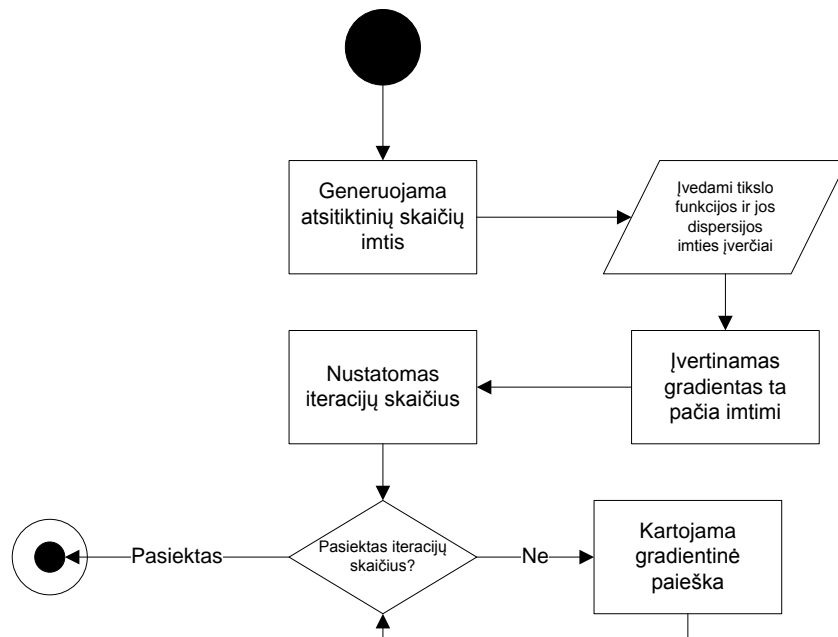 Generuojama
atsitiktinių skaičių
imtis
Įvedami tikslo
funkcijos ir jos
dispersijos
imties įverčiai
Nustatomas
iteracijų skaičius
Įvertinamas
gradientas ta
pačia imtimi
Pasiektas
Pasiektas iteracijų
skaičius?
Ne
Kartojama
gradientinė
paieška